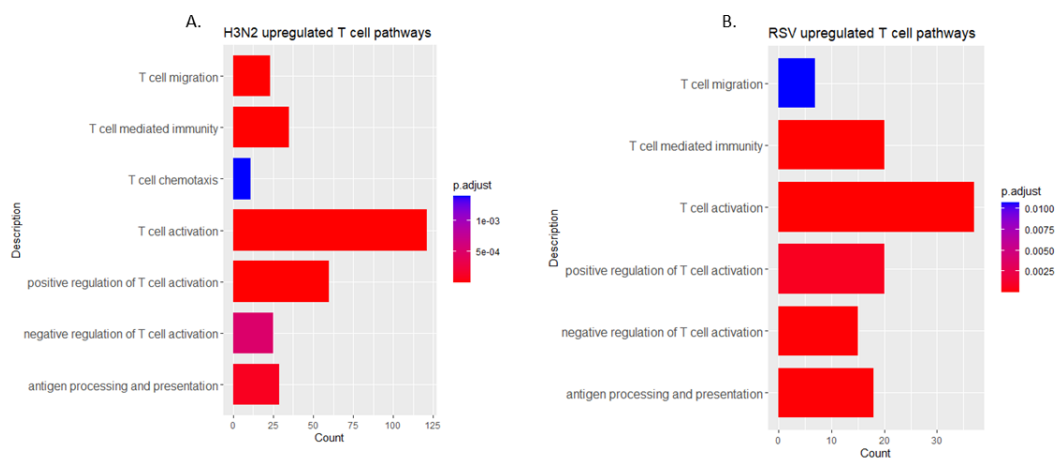 A.
H3N2 upregulated T cell pathways
Description
T cell migration
T cell mediated immunity
T cell chemotaxis
T cell activation
positive regulation of T cell activation
negative regulation of T cell activation
antigen processing and presentation
0 25 50 75 100 125
Count
p.adjust
1e-03
5e-04
B.
RSV upregulated T cell pathways
Description
T cell migration
T cell mediated immunity
T cell activation
positive regulation of T cell activation
negative regulation of T cell activation
antigen processing and presentation
0 10 20 30
Count
p.adjust
0.0100
0.0075
0.0050
0.0025